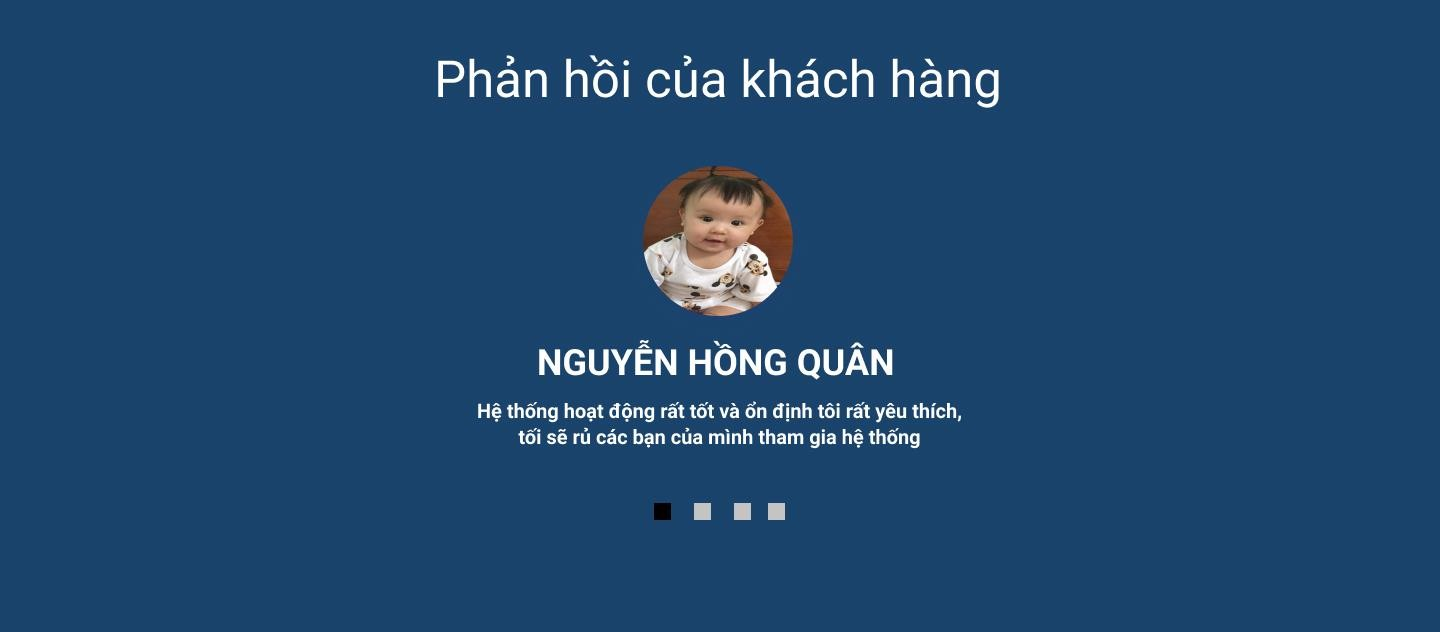 Phản hồi của khách hàng
NGUYỄN HỒNG QUÂN
Hệ thống hoạt động rất tốt và ổn định tôi rất yêu thích,
tối sẽ rủ các bạn của mình tham gia hệ thống